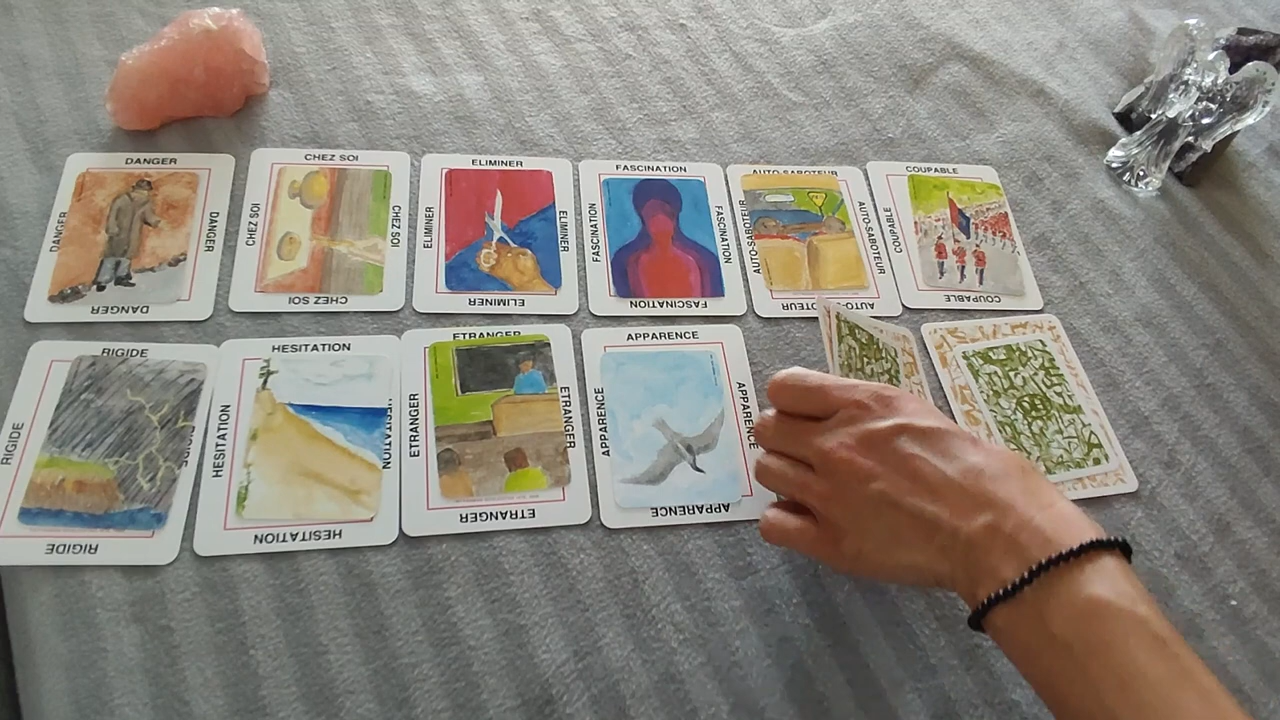 DANGER
DANGER
DANGER
DANGER
CHEZ SOI
CHEZ SOI
CHEZ SOI
CHEZ SOI
ELIMINER
ELIMINER
ELIMINER
ELIMINER
FASCINATION
FASCINATION
FASCINATION
FASCINATION
AUTO-SABOTEUR
AUTO-SABOTEUR
AUTO-SABOTEUR
COUPABLE
COUPABLE
COUPABLE
RIGIDE
RIGIDE
RIGIDE
HESITATION
HESITATION
HESITATION
HESITATION
ETRANGER
ETRANGER
ETRANGER
ETRANGER
APPARENCE
APPARENCE
APPARENCE
APPARENCE